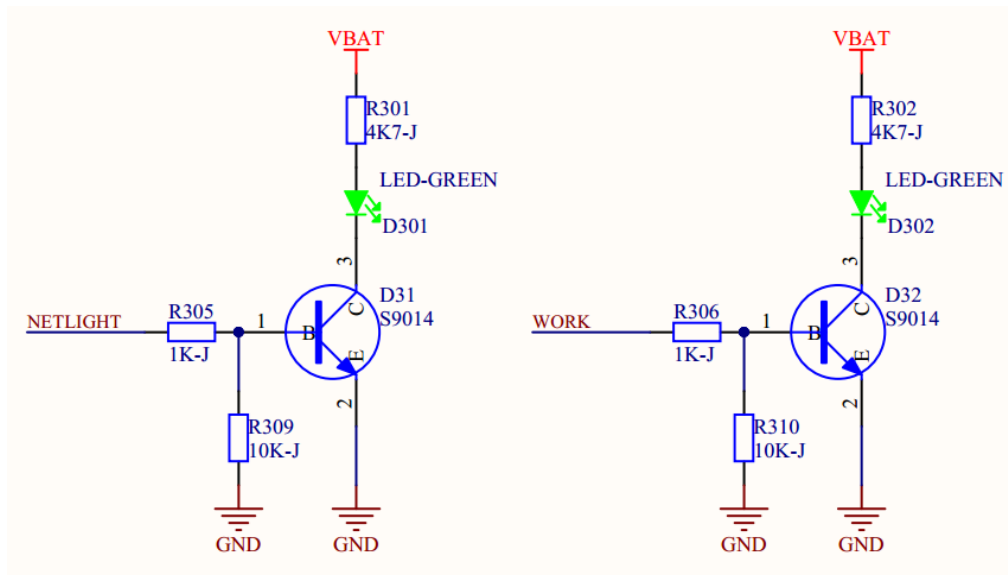 VBAT
R301
4K7-J
LED-GREEN
D301
3
D31
S9014
C
B
E
1
2
NETLIGHT
R305
1K-J
R309
10K-J
GND
GND
VBAT
R302
4K7-J
LED-GREEN
D302
3
D32
S9014
C
B
E
1
2
WORK
R306
1K-J
R310
10K-J
GND
GND